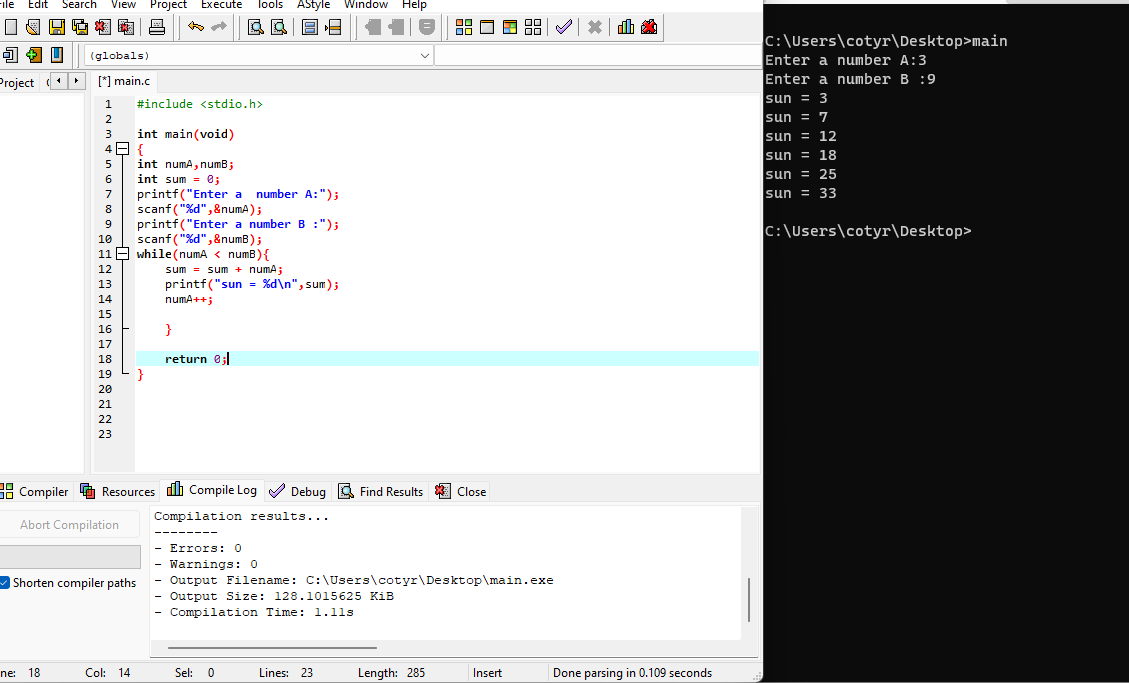 Edit Search View Project Execute Tools AStyle Window Help
(globals)
Project
[*] main.c
1 #include <stdio.h>
2
3 int main(void)
4 {
5 int numA,numB;
6 int sum = 0;
7 printf("Enter a  number A:");
8 scanf("%d",&numA);
9 printf("Enter a number B :");
10 scanf("%d",&numB);
11 while(numA < numB){
12     sum = sum + numA;
13     printf("sun = %d\n",sum);
14     numA++;
15
16     }
17
18     return 0;
19 }
20
21
22
23
Compiler Resources Compile Log Debug Find Results Close
Abort Compilation
Shorten compiler paths
Compilation results...
--------
- Errors: 0
- Warnings: 0
- Output Filename: C:\Users\cotyr\Desktop\main.exe
- Output Size: 128.1015625 KiB
- Compilation Time: 1.11s
ne: 18 Col: 14 Sel: 0 Lines: 23 Length: 285 Insert Done parsing in 0.109 seconds
C:\Users\cotyr\Desktop>main
Enter a number A:3
Enter a number B :9
sun = 3
sun = 7
sun = 12
sun = 18
sun = 25
sun = 33
C:\Users\cotyr\Desktop>